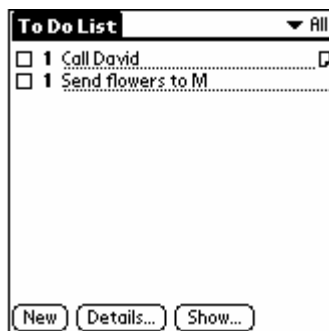 To Do List All
1 Call David
1 Send flowers to M
New Details... Show...